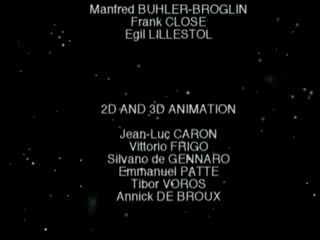 Manfred BUHLER-BROGLIN
Frank CLOSE
Egil LILLESTOL
2D AND 3D ANIMATION
Jean-Luc CARON
Vittorio FRIGO
Silvano de GENNARO
Emmanuel PATTE
Tibor VOROS
Annick DE BROUX